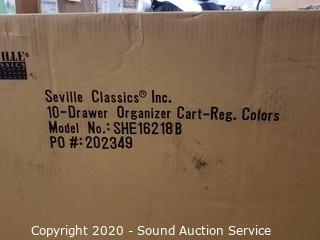 Seville Classics® Inc.
10-Drawer Organizer Cart-Reg. Colors
Model No.: SHE16218B
PO #: 202349
Copyright 2020 - Sound Auction Service